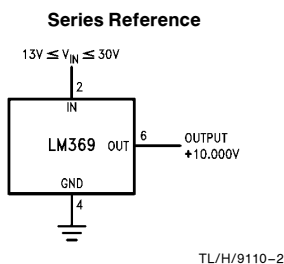 Series Reference
13V ≤ VIN ≤ 30V
2
IN
LM369
OUT
6
OUTPUT
+10.000V
GND
4
TL/H/9110–2